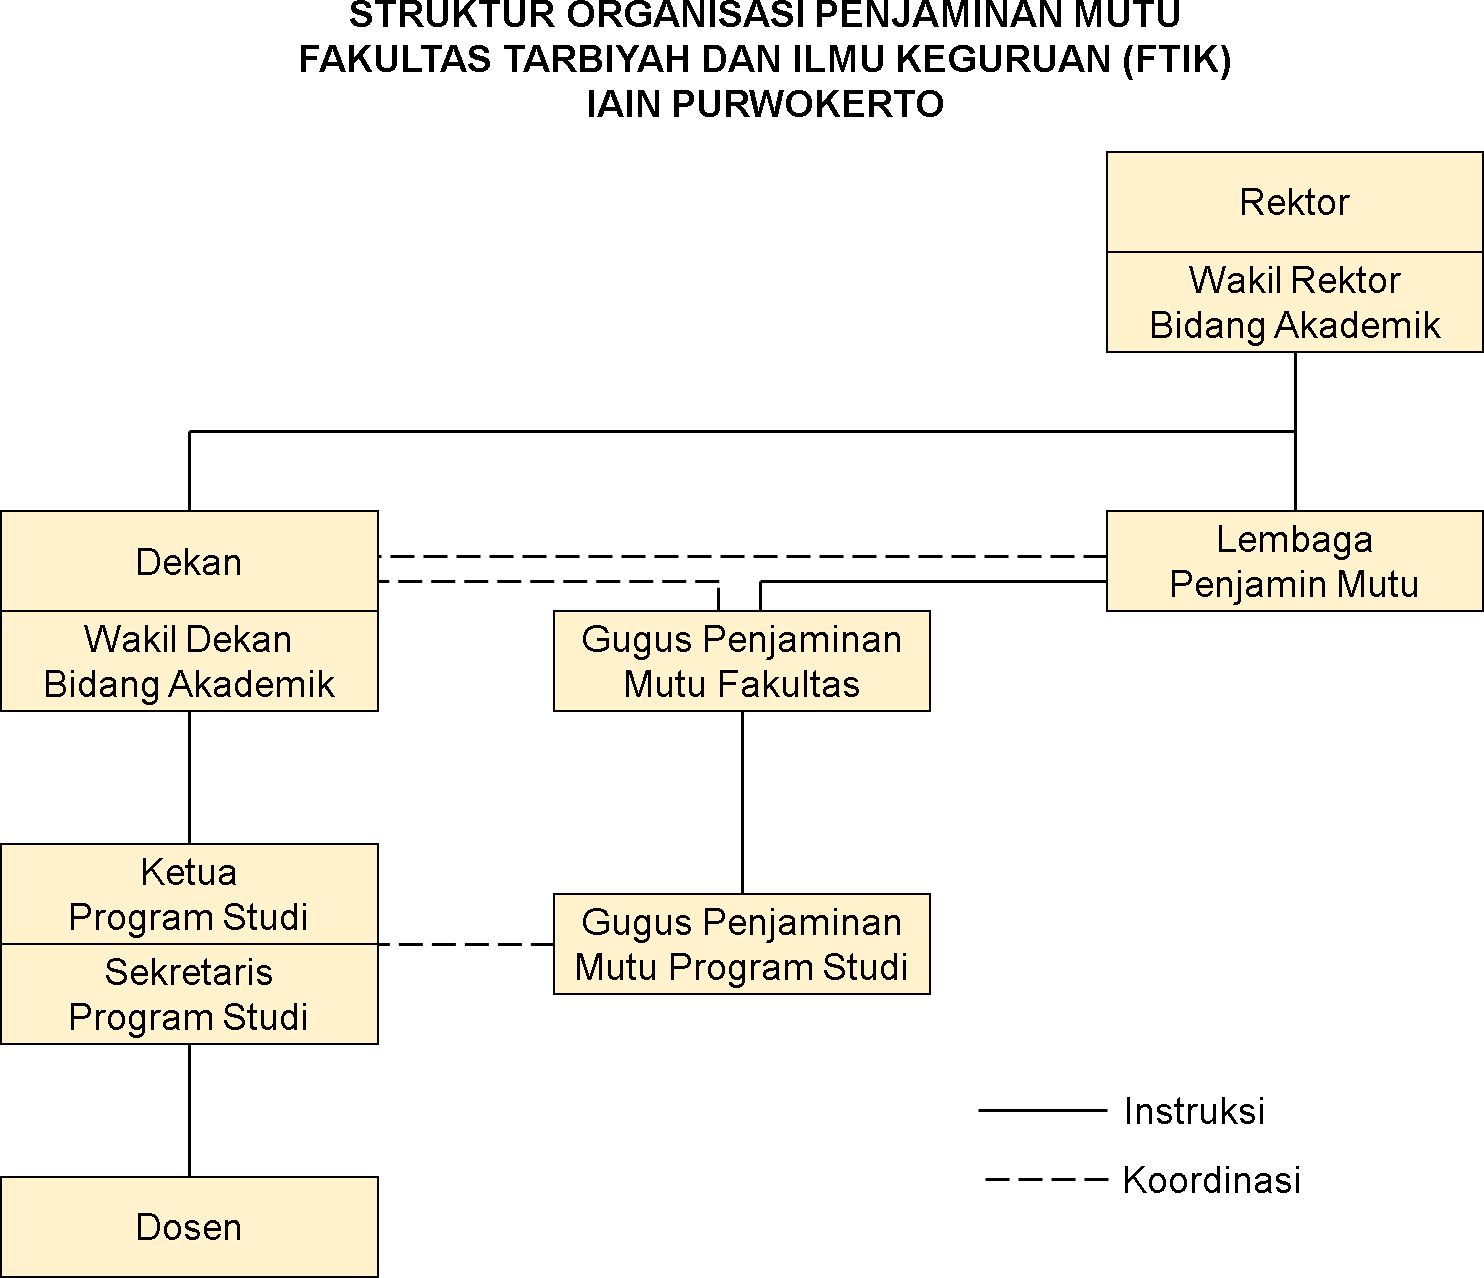 STRUKTUR ORGANISASI PENJAMINAN MUTU
FAKULTAS TARBIYAH DAN ILMU KEGURUAN (FTIK)
IAIN PURWOKERTO
Rektor
Wakil Rektor
Bidang Akademik
Dekan
Wakil Dekan
Bidang Akademik
Lembaga
Penjamin Mutu
Gugus Penjaminan
Mutu Fakultas
Ketua
Program Studi
Sekretaris
Program Studi
Gugus Penjaminan
Mutu Program Studi
Dosen
Instruksi
Koordinasi